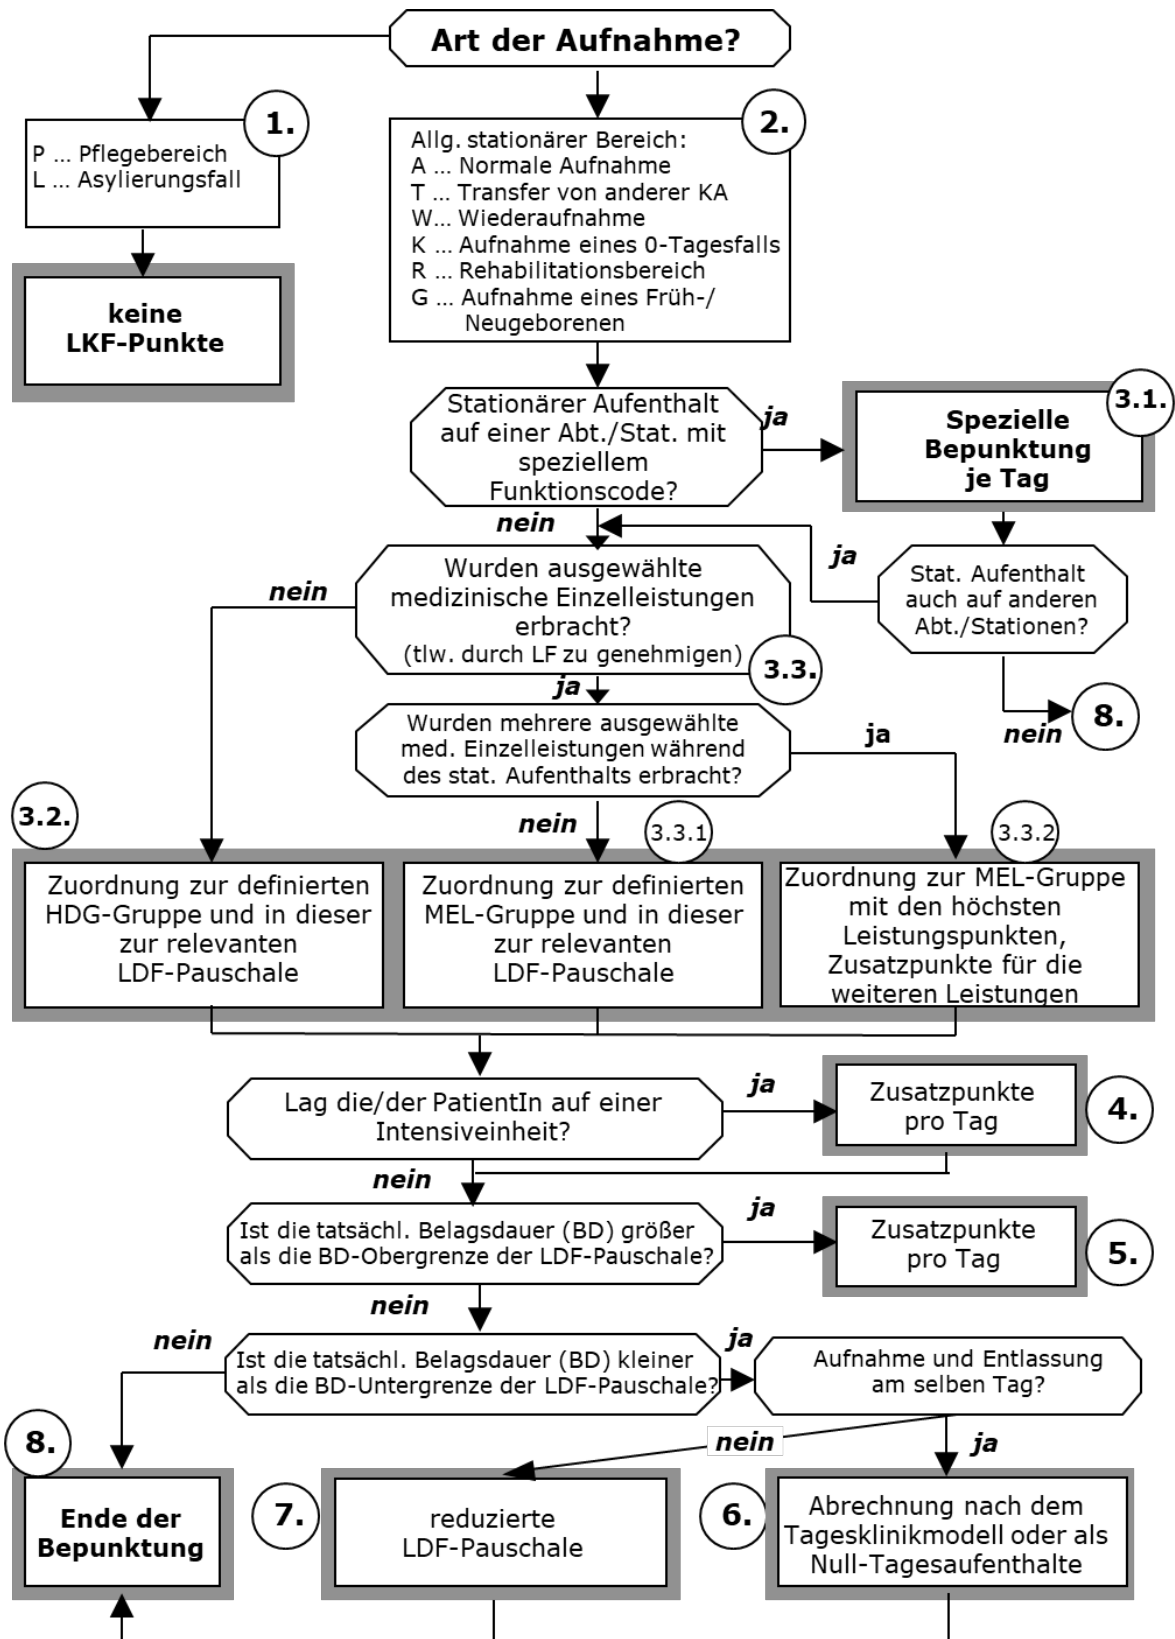 Art der Aufnahme?
1.
P ... Pflegebereich
L ... Asylierungsfall
keine
LKF-Punkte
2.
Allg. stationärer Bereich:
A ... Normale Aufnahme
T ... Transfer von anderer KA
W... Wiederaufnahme
K ... Aufnahme eines 0-Tagesfalls
R ... Rehabilitationsbereich
G ... Aufnahme eines Früh-/
Neugeborenen
Stationärer Aufenthalt
auf einer Abt./Stat. mit
speziellem
Funktionscode?
ja
3.1.
Spezielle
Bepunktung
je Tag
nein
ja
Stat. Aufenthalt
auch auf anderen
Abt./Stationen?
nein
8.
nein
Wurden ausgewählte
medizinische Einzelleistungen
erbracht?
(tlw. durch LF zu genehmigen)
3.3.
ja
Wurden mehrere ausgewählte
med. Einzelleistungen während
des stat. Aufenthalts erbracht?
ja
nein
3.2.
3.3.1
3.3.2
Zuordnung zur definierten
HDG-Gruppe und in dieser
zur relevanten
LDF-Pauschale
Zuordnung zur definierten
MEL-Gruppe und in dieser
zur relevanten
LDF-Pauschale
Zuordnung zur MEL-Gruppe
mit den höchsten
Leistungspunkten,
Zusatzpunkte für die
weiteren Leistungen
Lag die/der PatientIn auf einer
Intensiveinheit?
ja
Zusatzpunkte
pro Tag
4.
nein
Ist die tatsächl. Belagsdauer (BD) größer
als die BD-Obergrenze der LDF-Pauschale?
ja
Zusatzpunkte
pro Tag
5.
nein
nein
Ist die tatsächl. Belagsdauer (BD) kleiner
als die BD-Untergrenze der LDF-Pauschale?
ja
Aufnahme und Entlassung
am selben Tag?
nein
ja
8.
Ende der
Bepunktung
7.
reduzierte
LDF-Pauschale
6.
Abrechnung nach dem
Tagesklinikmodell oder als
Null-Tagesaufenthalte